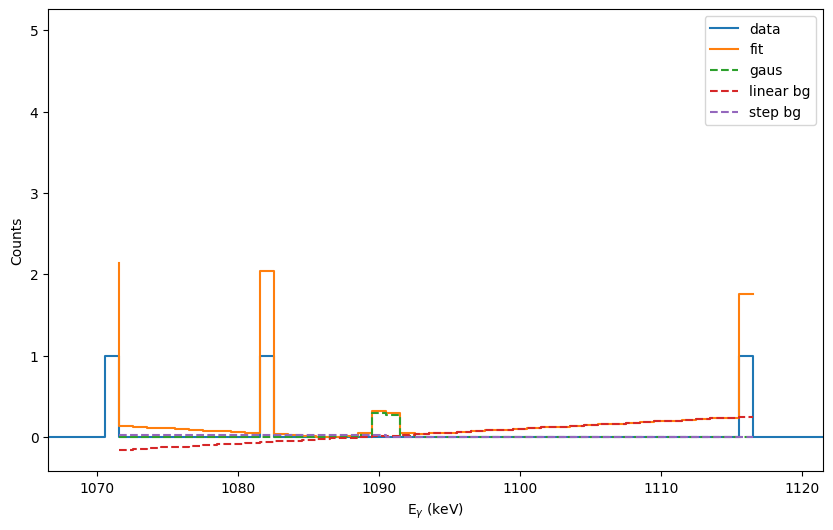 5
4
3
2
1
0
Counts
1070
1080
1090
1100
1110
1120
Eγ (keV)
data
fit
gaus
linear bg
step bg